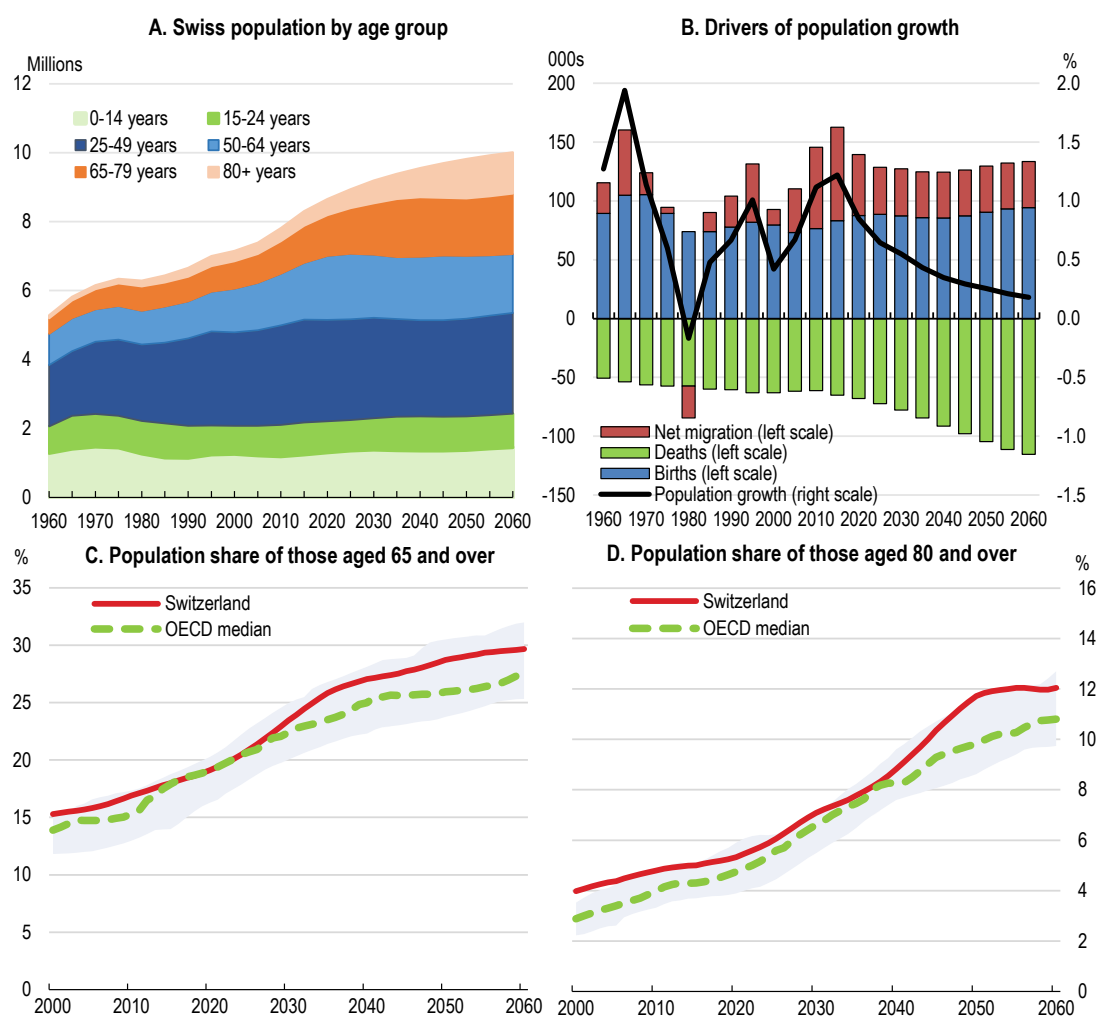 A. Swiss population by age group
Millions
12
10
8
6
4
2
0
0-14 years
15-24 years
25-49 years
50-64 years
65-79 years
80+ years
1960 1970 1980 1990 2000 2010 2020 2030 2040 2050 2060
B. Drivers of population growth
000s
%
200
150
100
50
0
-50
-100
-150
2.0
1.5
1.0
0.5
0.0
-0.5
-1.0
-1.5
Net migration (left scale)
Deaths (left scale)
Births (left scale)
Population growth (right scale)
1960 1970 1980 1990 2000 2010 2020 2030 2040 2050 2060
C. Population share of those aged 65 and over
%
35
30
25
20
15
10
5
0
Switzerland
OECD median
2000 2010 2020 2030 2040 2050 2060
D. Population share of those aged 80 and over
%
16
14
12
10
8
6
4
2
0
Switzerland
OECD median
2000 2010 2020 2030 2040 2050 2060